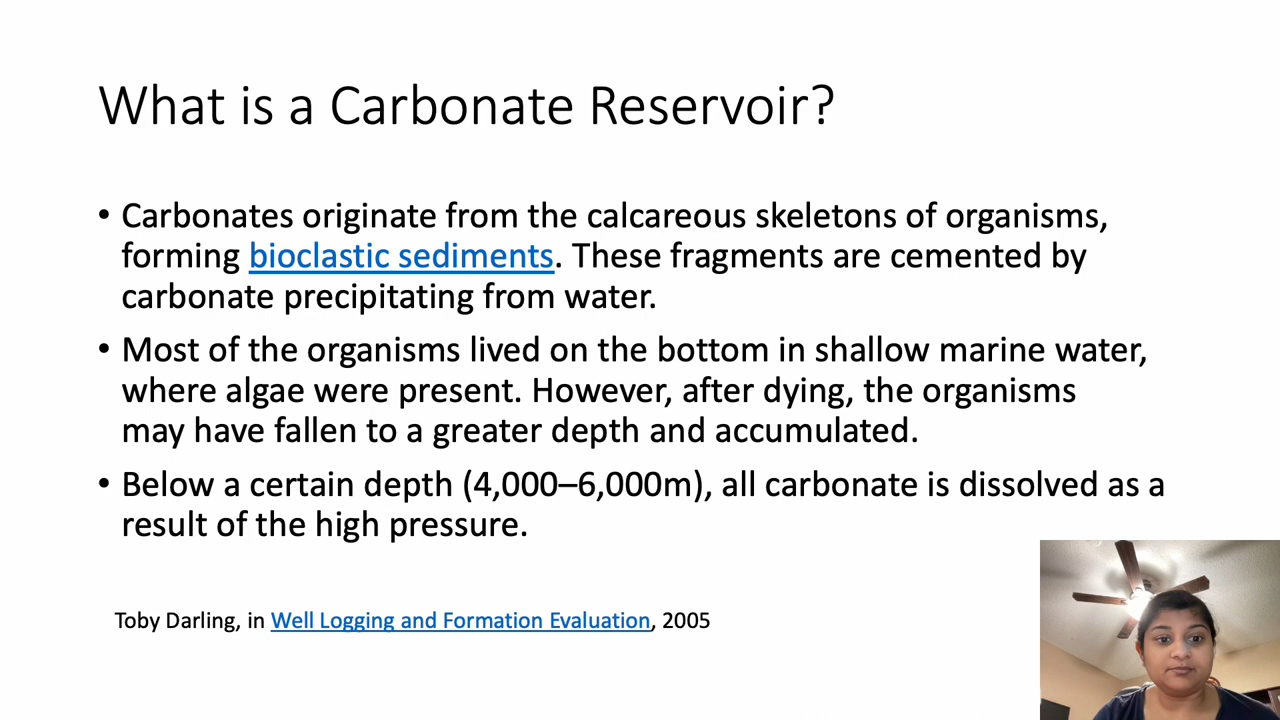 What is a Carbonate Reservoir?
• Carbonates originate from the calcareous skeletons of organisms,
forming bioclastic sediments. These fragments are cemented by
carbonate precipitating from water.
• Most of the organisms lived on the bottom in shallow marine water,
where algae were present. However, after dying, the organisms
may have fallen to a greater depth and accumulated.
• Below a certain depth (4,000–6,000m), all carbonate is dissolved as a
result of the high pressure.
Toby Darling, in Well Logging and Formation Evaluation, 2005